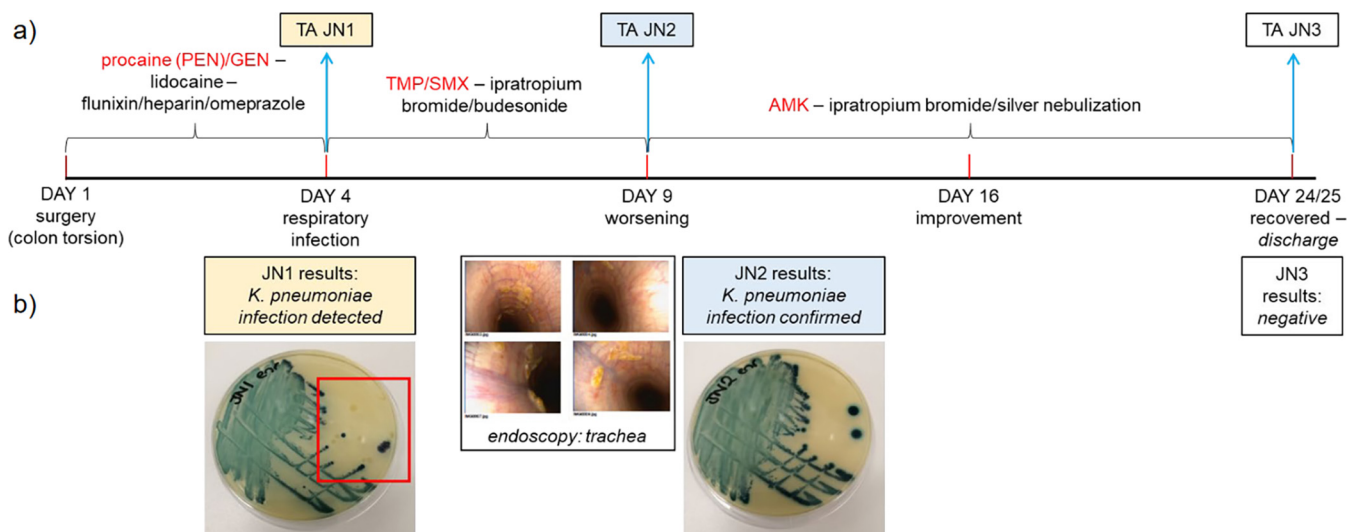 a)
TA JN1
TA JN2
TA JN3
procaine (PEN)/GEN –
lidocaine –
flunixin/heparin/omeprazole
TMP/SMX – ipratropium
bromide/budesonide
AMK – ipratropium bromide/silver nebulization
DAY 1
surgery
(colon torsion)
DAY 4
respiratory
infection
DAY 9
worsening
DAY 16
improvement
DAY 24/25
recovered –
discharge
b)
JN1 results:
K. pneumoniae
infection detected
JN2 results:
K. pneumoniae
infection confirmed
JN3
results:
negative
endoscopy: trachea
JN1
JN2